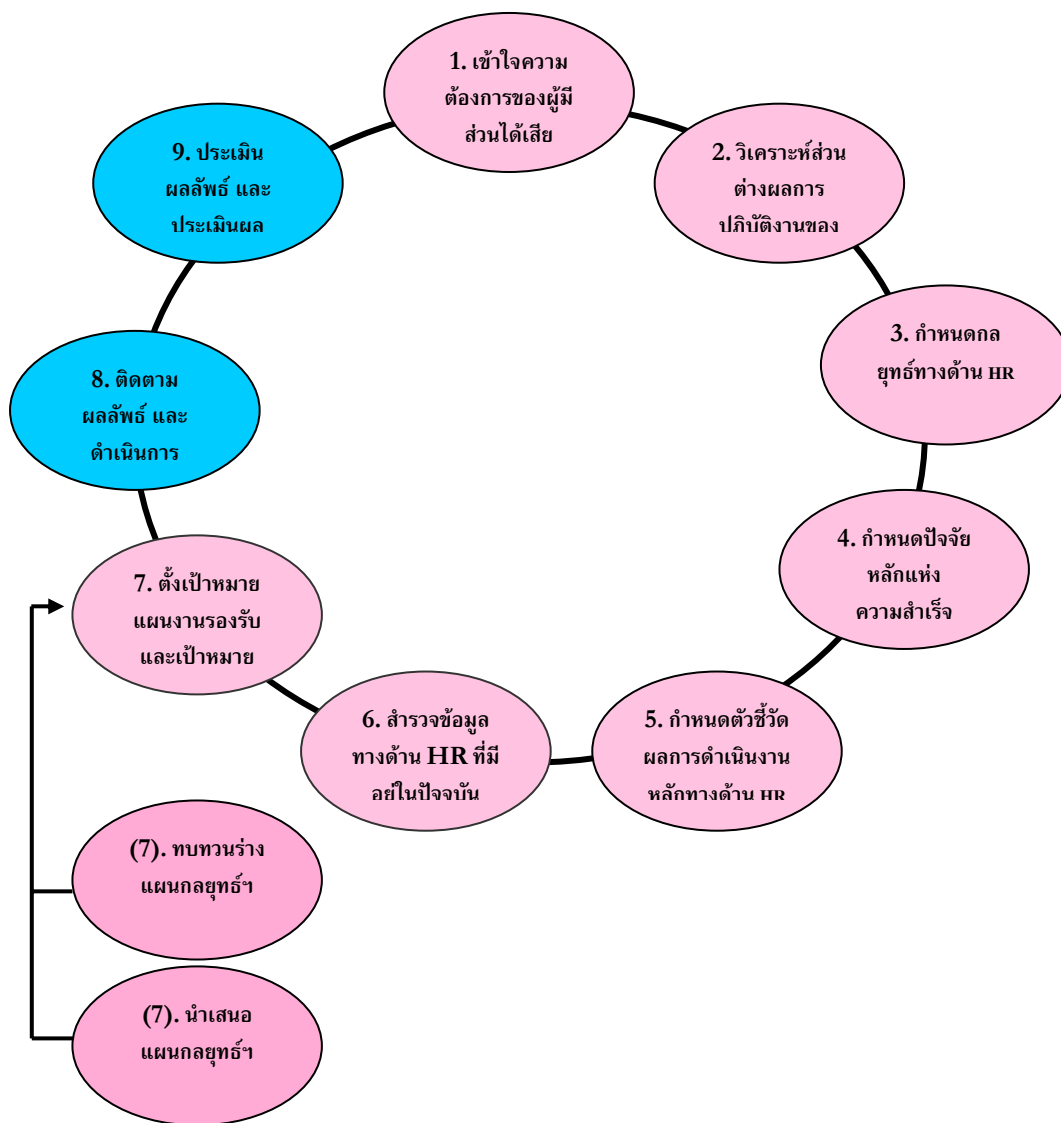 1. เข้าใจความ
ต้องการของผู้มี
ส่วนได้เสีย
2. วิเคราะห์ส่วน
ต่างผลการ
ปภิบัติงานของ
3. กำหนดกล
ยุทธ์ทางด้าน HR
4. กำหนดปัจจัย
หลักแห่ง
ความสำเร็จ
5. กำหนดตัวชี้วัด
ผลการดำเนินงาน
หลักทางด้าน HR
6. สำรวจข้อมูล
ทางด้าน HR ที่มี
อยู่ในปัจจุบัน
7. ตั้งเป้าหมาย
แผนงานรองรับ
และเป้าหมาย
8. ติดตาม
ผลลัพธ์ และ
ดำเนินการ
9. ประเมิน
ผลลัพธ์ และ
ประเมินผล
(7). ทบทวนร่าง
แผนกลยุทธ์ฯ
(7). นำเสนอ
แผนกลยุทธ์ฯ